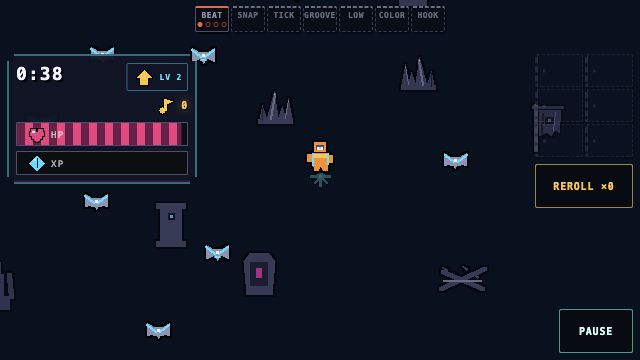 BEAT SNAP TICK GROOVE LOW COLOR HOOK
0:38
LV 2
0
HP
XP
REROLL ×0
PAUSE